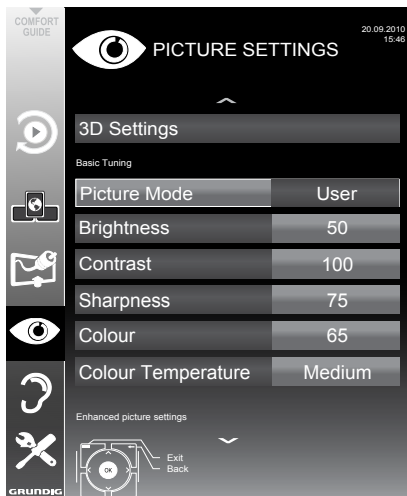 COMFORT
GUIDE
PICTURE SETTINGS
20.09.2010
15:46
3D Settings
Basic Tuning
Picture Mode User
Brightness 50
Contrast 100
Sharpness 75
Colour 65
Colour Temperature Medium
Enhanced picture settings
Exit
Back
OK
GRUNDIG